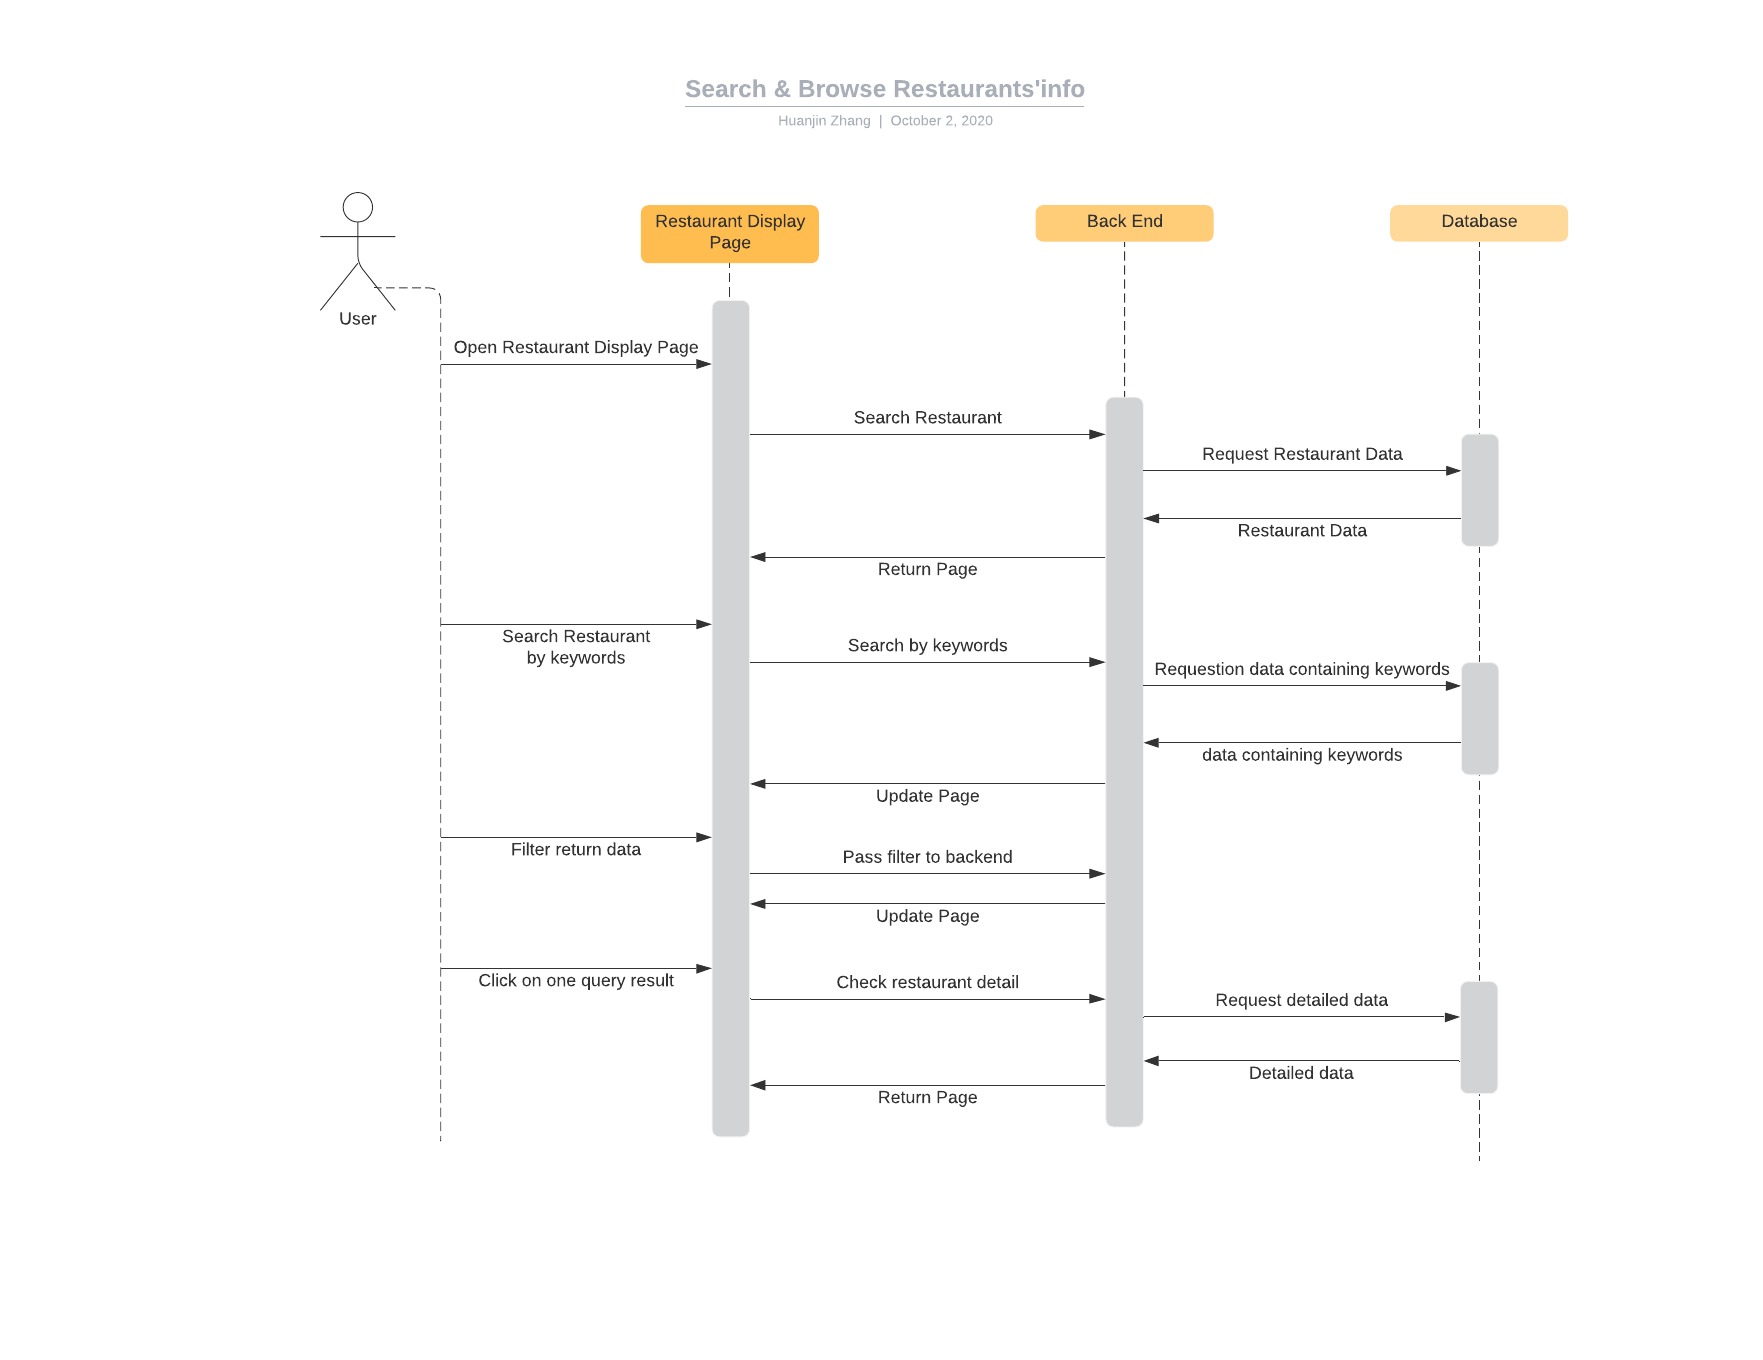 Search & Browse Restaurants'info
Huanjin Zhang | October 2, 2020
User
Restaurant Display
Page
Back End
Database
Open Restaurant Display Page
Search Restaurant
Request Restaurant Data
Restaurant Data
Return Page
Search Restaurant
by keywords
Search by keywords
Requestion data containing keywords
data containing keywords
Update Page
Filter return data
Pass filter to backend
Update Page
Click on one query result
Check restaurant detail
Request detailed data
Detailed data
Return Page